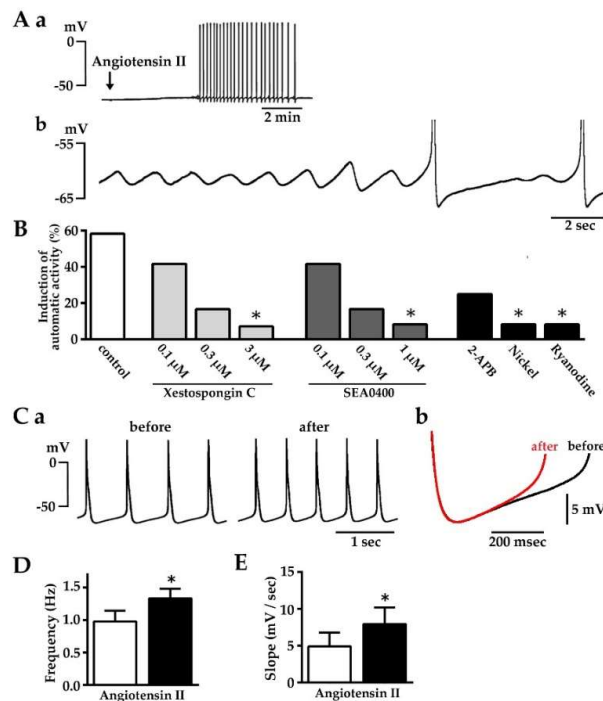 A a
mV
0
Angiotensin II
-50
2 min
b
mV
-55
-65
2 sec
B
Induction of
automatic activity (%)
60
40
20
0
control
0.1 μM
0.3 μM
3 μM
*
Xestospongin C
0.1 μM
0.3 μM
1 μM
*
SEA0400
2-APB
Nickel
Ryanodine
*
*
C a
before
after
mV
0
-50
1 sec
b
after
before
5 mV
200 msec
D
Frequency (Hz)
1.5
1.0
0.5
0.0
*
Angiotensin II
E
Slope (mV / sec)
15
10
5
0
*
Angiotensin II